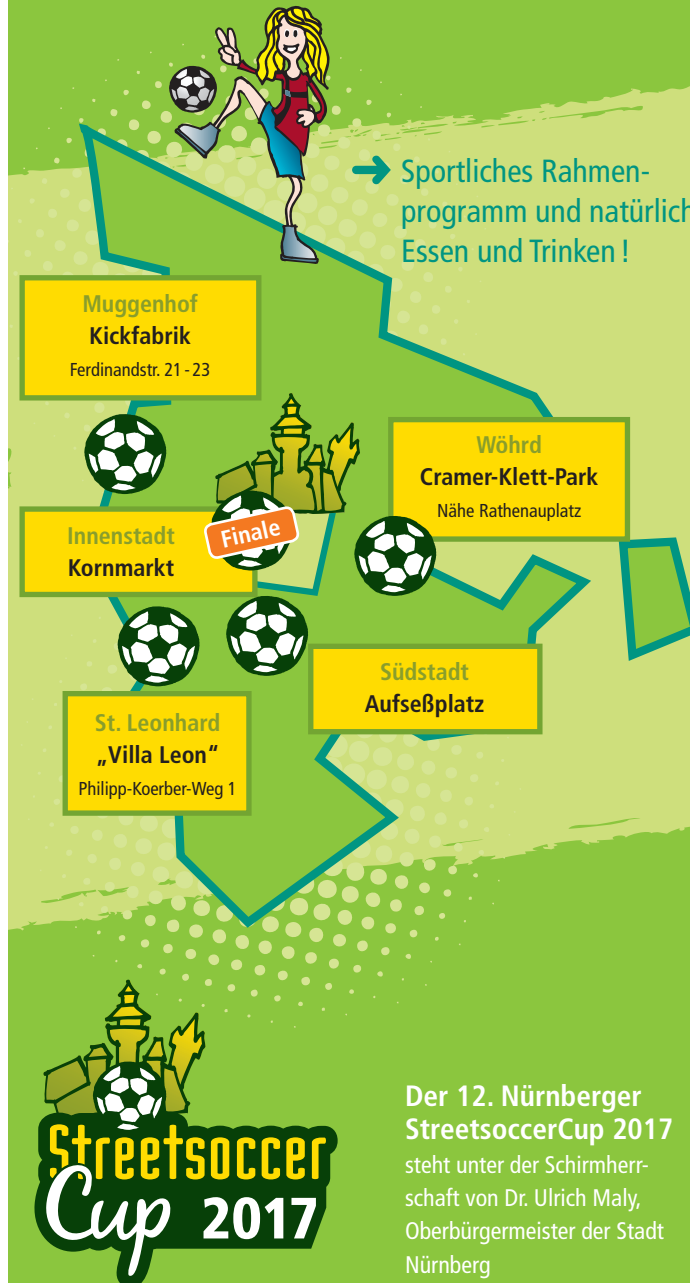 ➔ Sportliches Rahmen-
programm und natürlich
Essen und Trinken !
Muggenhof
Kickfabrik
Ferdinandstr. 21 - 23
Wöhrd
Cramer-Klett-Park
Nähe Rathenauplatz
Innenstadt
Kornmarkt
Finale
Südstadt
Aufseßplatz
St. Leonhard
„Villa Leon“
Philipp-Koerber-Weg 1
Streetsoccer
Cup 2017
Der 12. Nürnberger
StreetsoccerCup 2017
steht unter der Schirmherr-
schaft von Dr. Ulrich Maly,
Oberbürgermeister der Stadt
Nürnberg